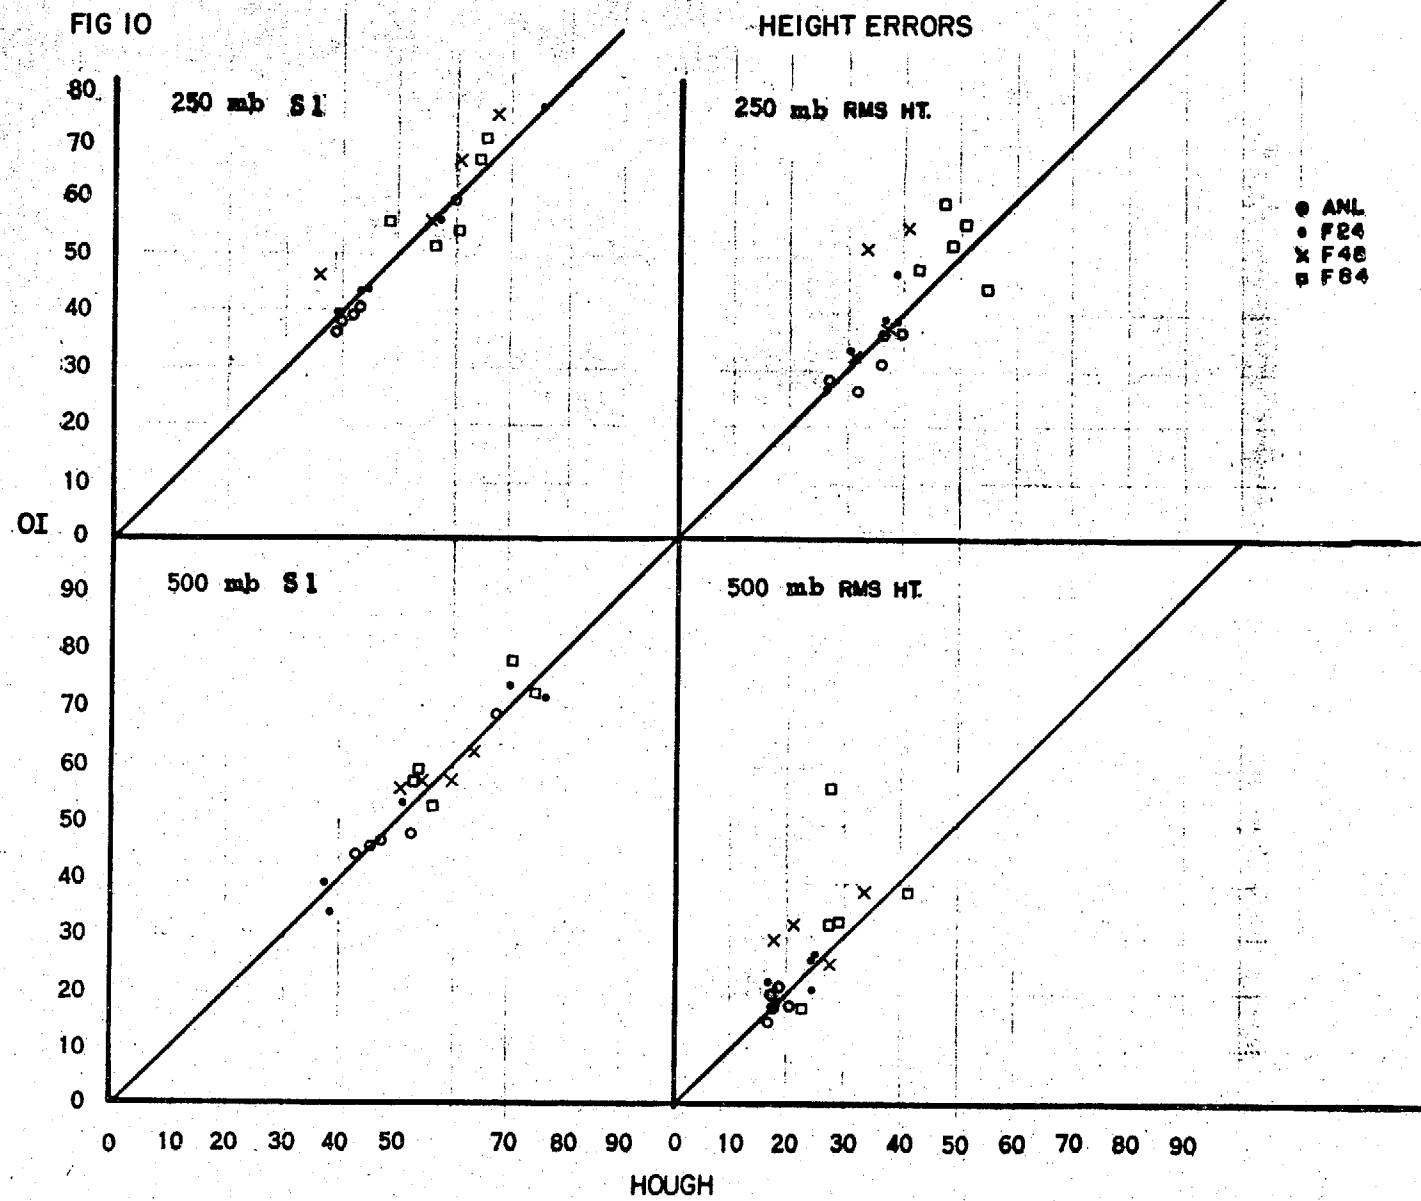 FIG 10
HEIGHT ERRORS
250 mb S1
80
70
60
50
40
30
20
10
0
250 mb RMS HT.
ANL
F24
F48
F84
OI
500 mb S1
90
80
70
60
50
40
30
20
10
0
500 mb RMS HT.
0 10 20 30 40 50 70 80 90
0 10 20 30 40 50 60 70 80 90
HOUGH